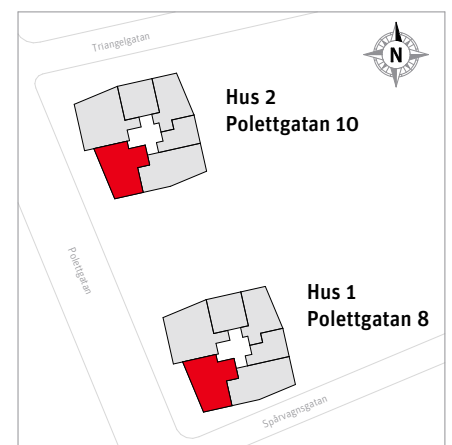 Triangelgatan
N
Hus 2
Polettgatan 10
Polettgatan
Hus 1
Polettgatan 8
Spårvagnsgatan